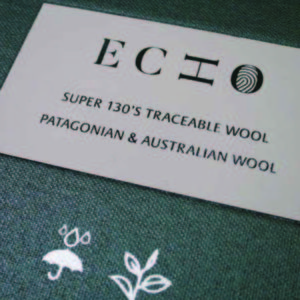 ECHO
SUPER 130'S TRACEABLE WOOL
PATAGONIAN & AUSTRALIAN WOOL